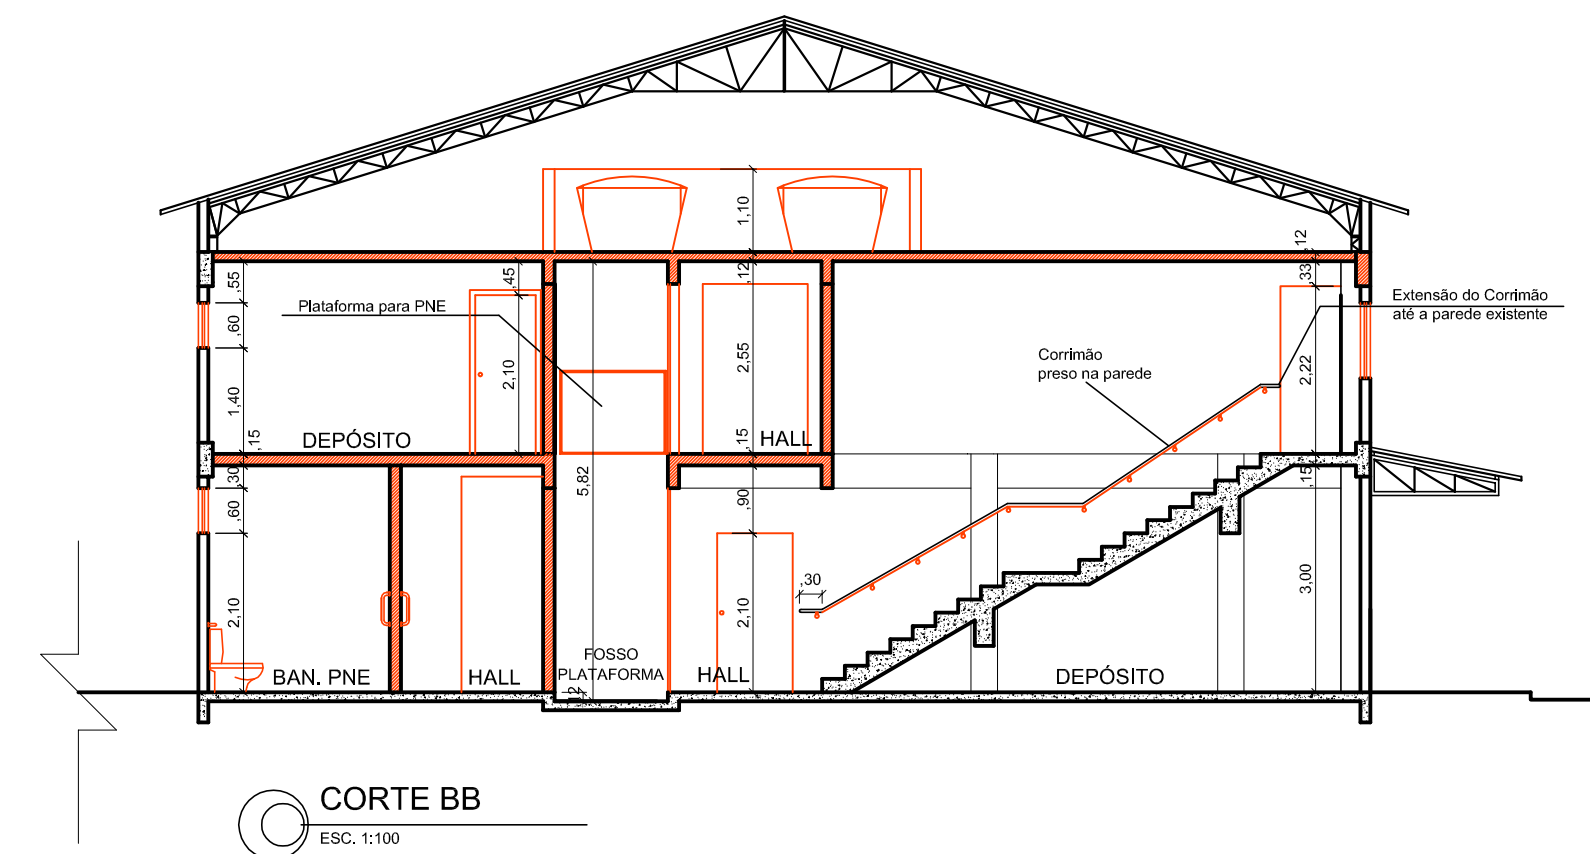 1,10
,12
,55
,45
,12
,33
Plataforma para PNE
Extensão do Corrimão
até a parede existente
,60
2,10
2,55
Corrimão
preso na parede
2,22
1,40
,15
DEPÓSITO
,15
HALL
,30
5,82
,90
,15
,60
,30
2,10
2,10
3,00
BAN. PNE
HALL
FOSSO
PLATAFORMA
HALL
DEPÓSITO
12
CORTE BB
ESC. 1:100